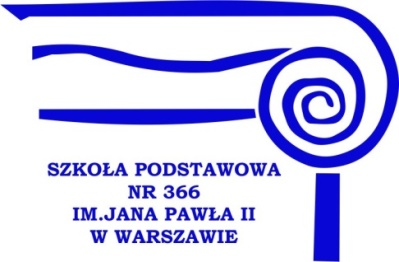 SZKOŁA PODSTAWOWA
NR 366
IM.JANA PAWŁA II
W WARSZAWIE